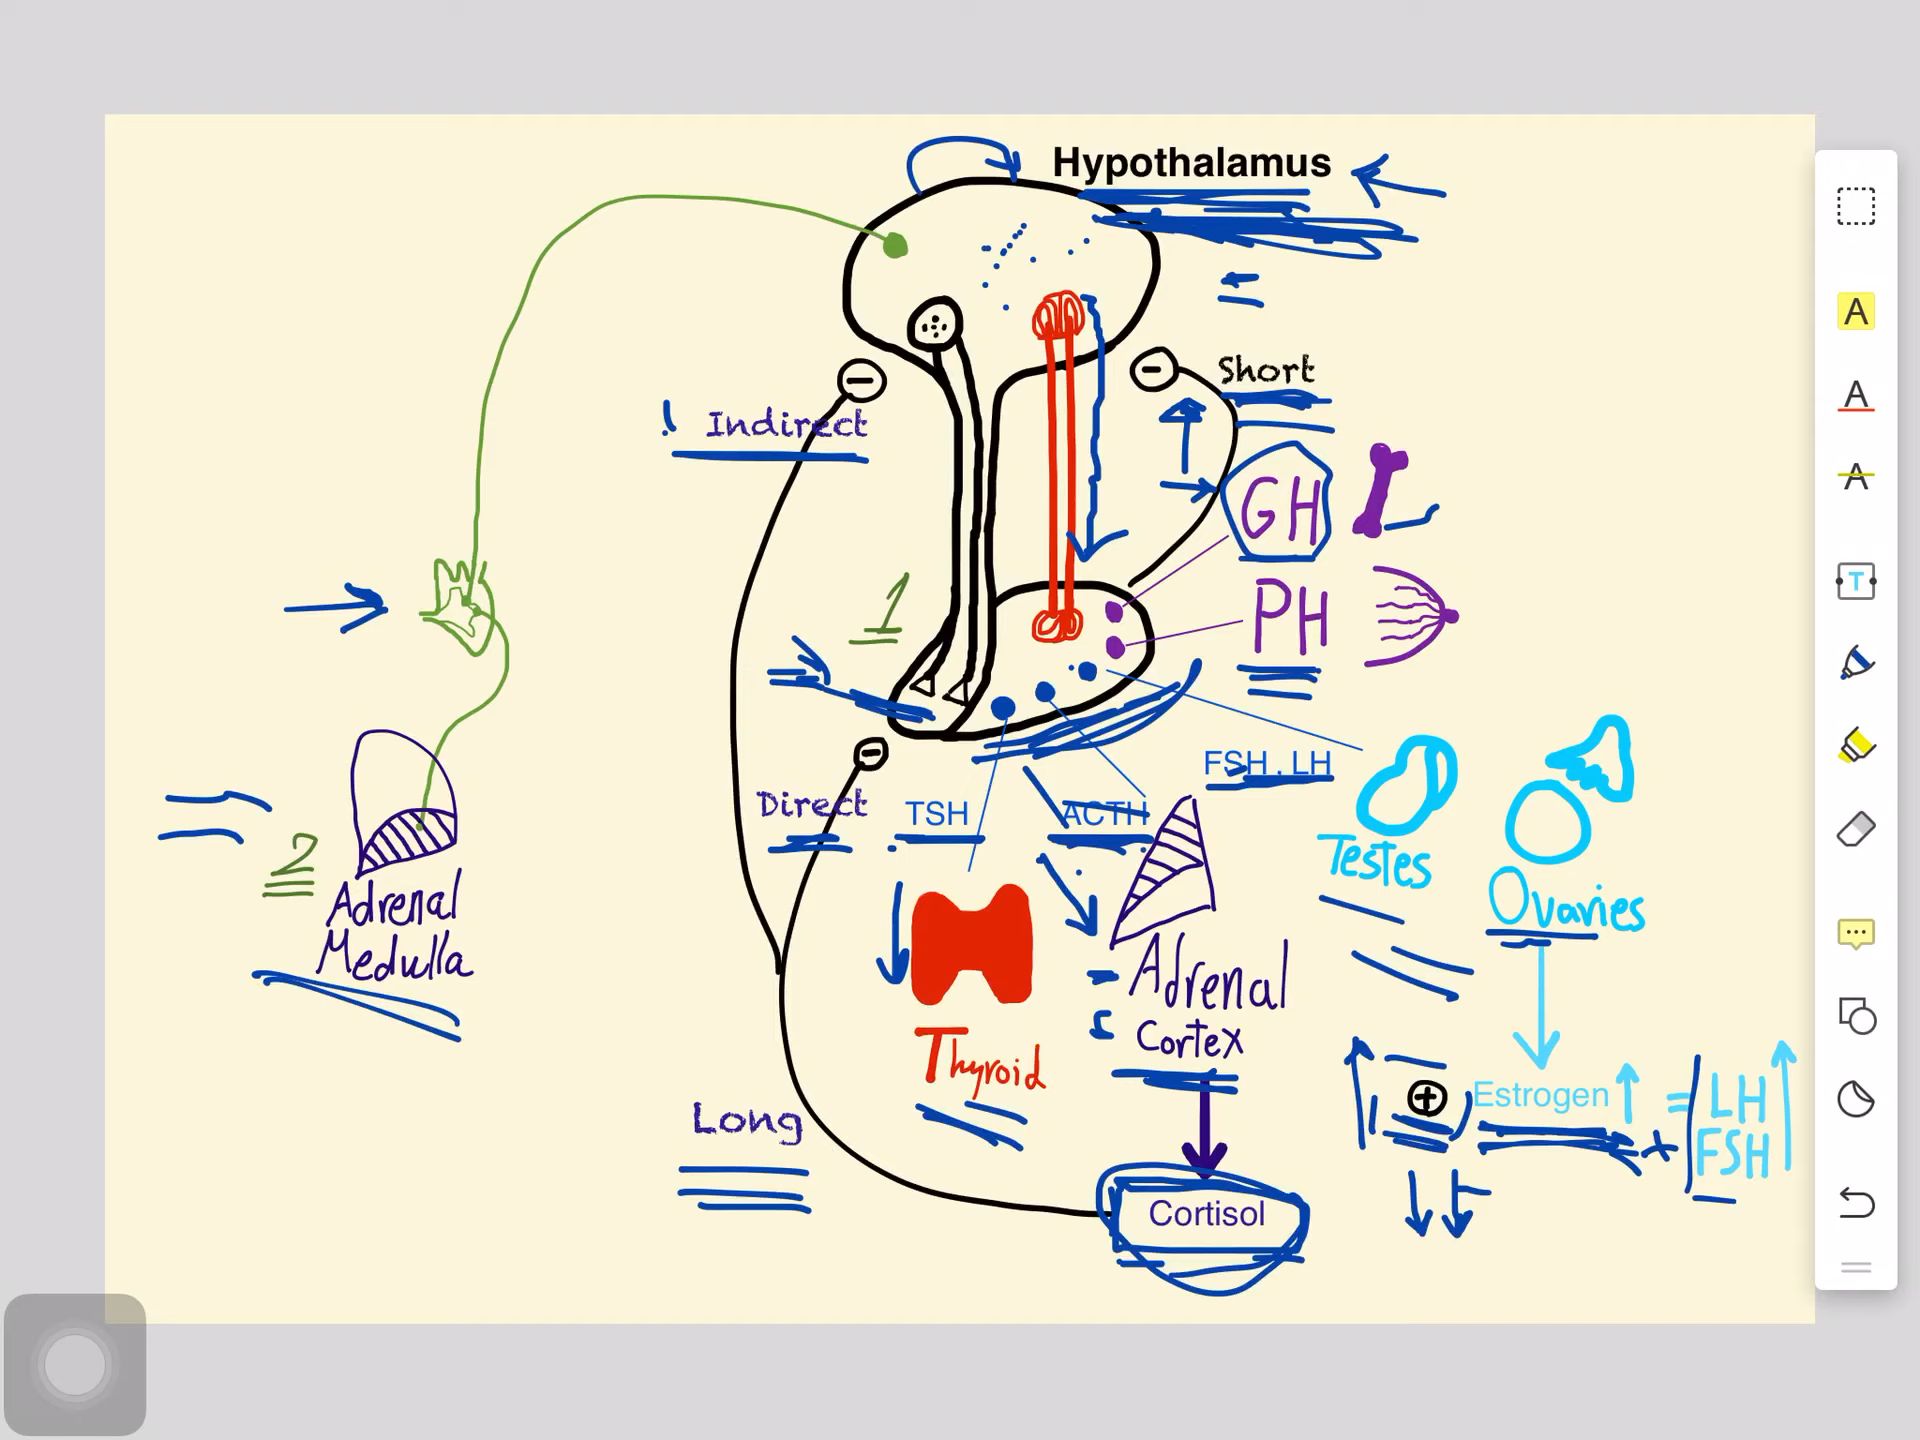 Hypothalamus
Short
Indirect
GH
PH
1
FSH . LH
Direct
TSH
ACTH
Testes
Ovaries
2
Adrenal
Medulla
Adrenal
Cortex
Thyroid
Long
Estrogen
= LH
FSH
Cortisol
A
A
A
T